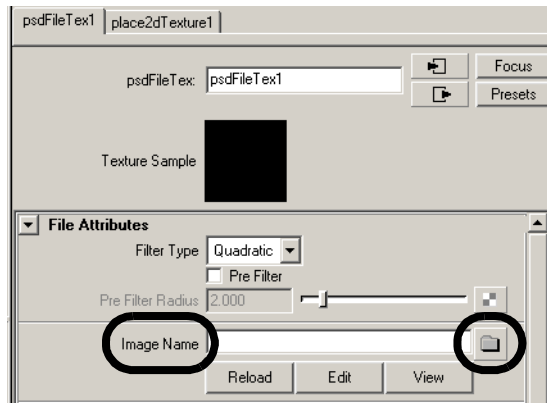 psdFileTex1 place2dTexture1
psdFileTex: psdFileTex1 Focus
Presets
Texture Sample
File Attributes
Filter Type Quadratic
Pre Filter
Pre Filter Radius 2.000
Image Name
Reload Edit View